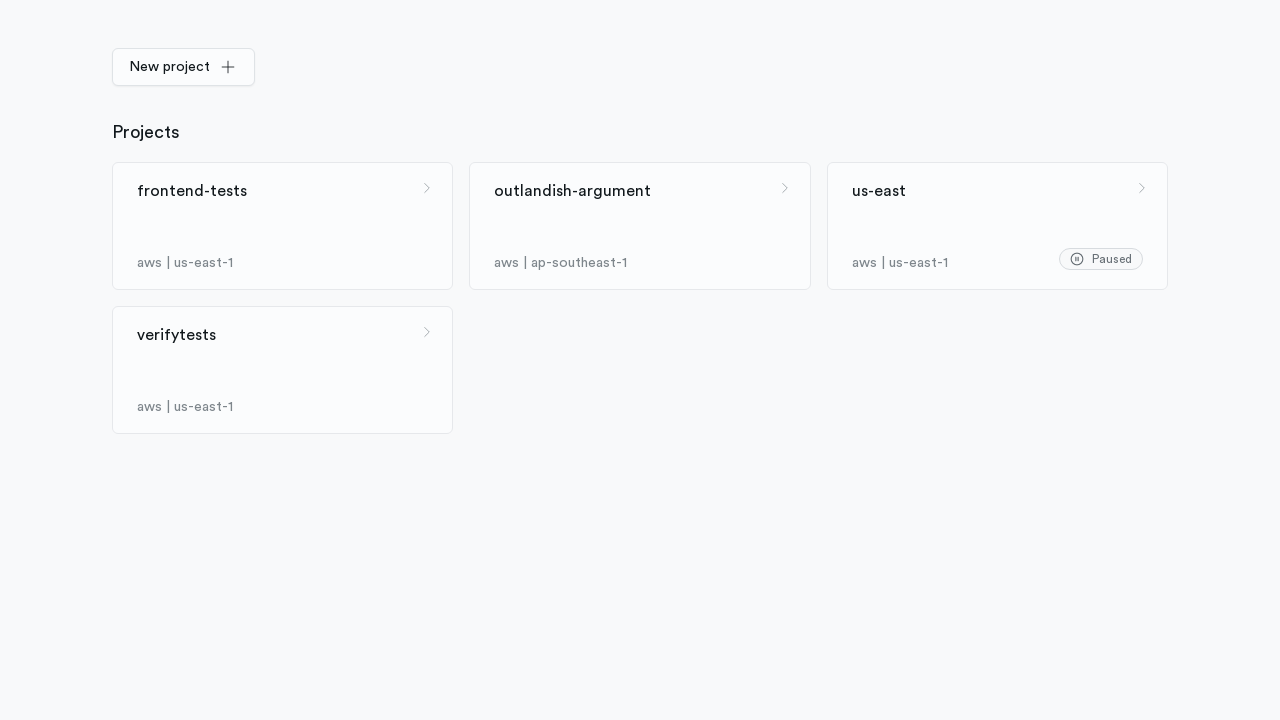 New project
Projects
frontend-tests
aws | us-east-1
outlandish-argument
aws | ap-southeast-1
us-east
aws | us-east-1
Paused
verifytests
aws | us-east-1